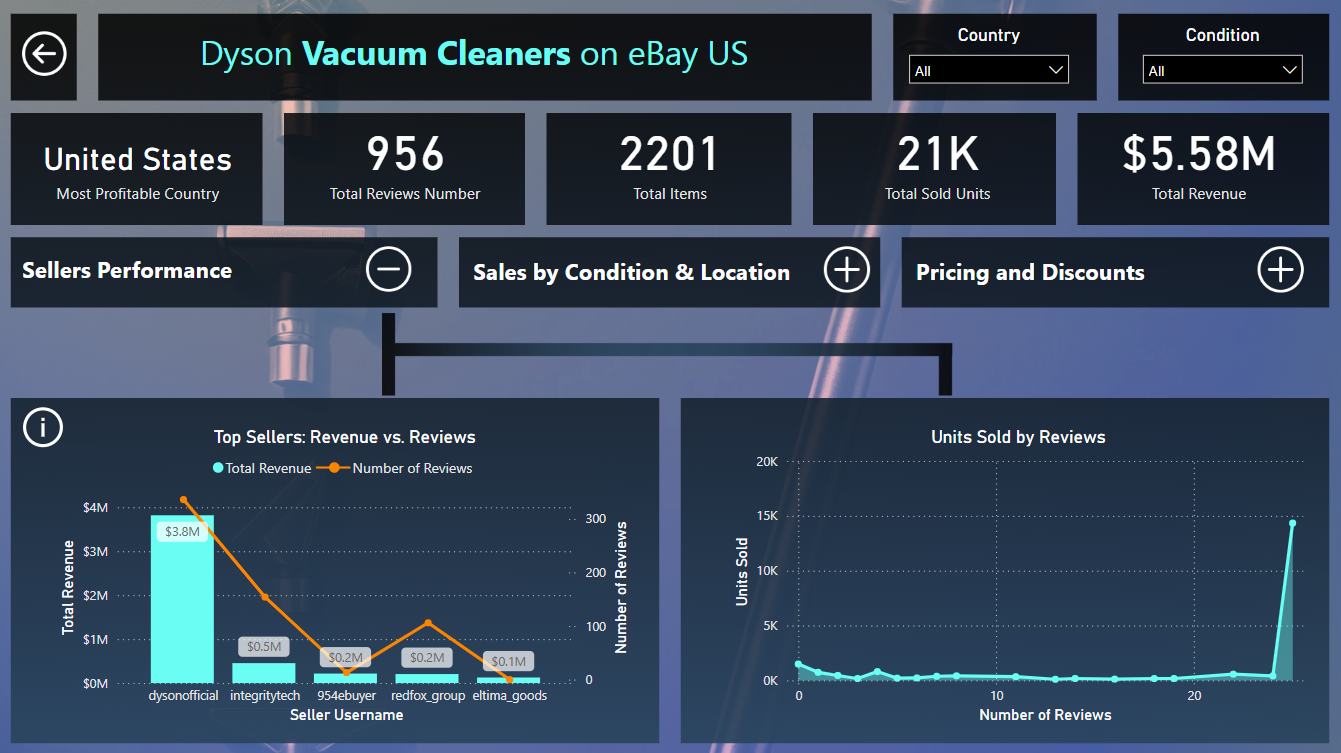 Dyson Vacuum Cleaners on eBay US
Country
All
Condition
All
United States
Most Profitable Country
956
Total Reviews Number
2201
Total Items
21K
Total Sold Units
$5.58M
Total Revenue
Sellers Performance
Sales by Condition & Location
Pricing and Discounts
i
Top Sellers: Revenue vs. Reviews
Total Revenue
Number of Reviews
$4M
$3M
$2M
$1M
$0M
Total Revenue
$3.8M
$0.5M
$0.2M
$0.2M
$0.1M
300
200
100
0
Number of Reviews
dysonofficial
integritytech
954ebuyer
redfox_group
eltima_goods
Seller Username
Units Sold by Reviews
20K
15K
10K
5K
0K
Units Sold
0
10
20
Number of Reviews